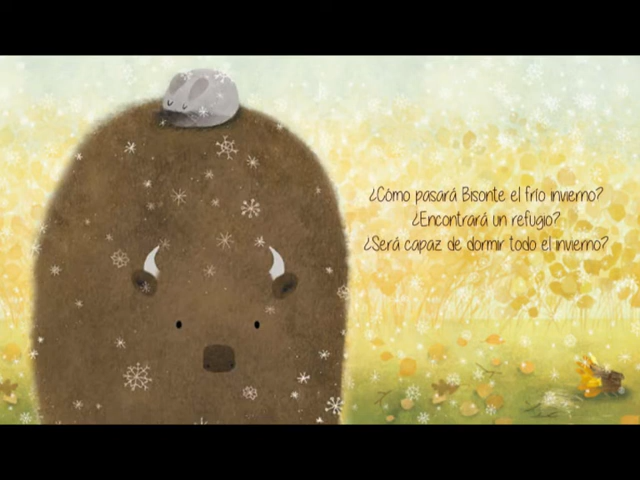 ¿Cómo pasará Bisonte el frío invierno?
¿Encontrará un refugio?
¿Será capaz de dormir todo el invierno?